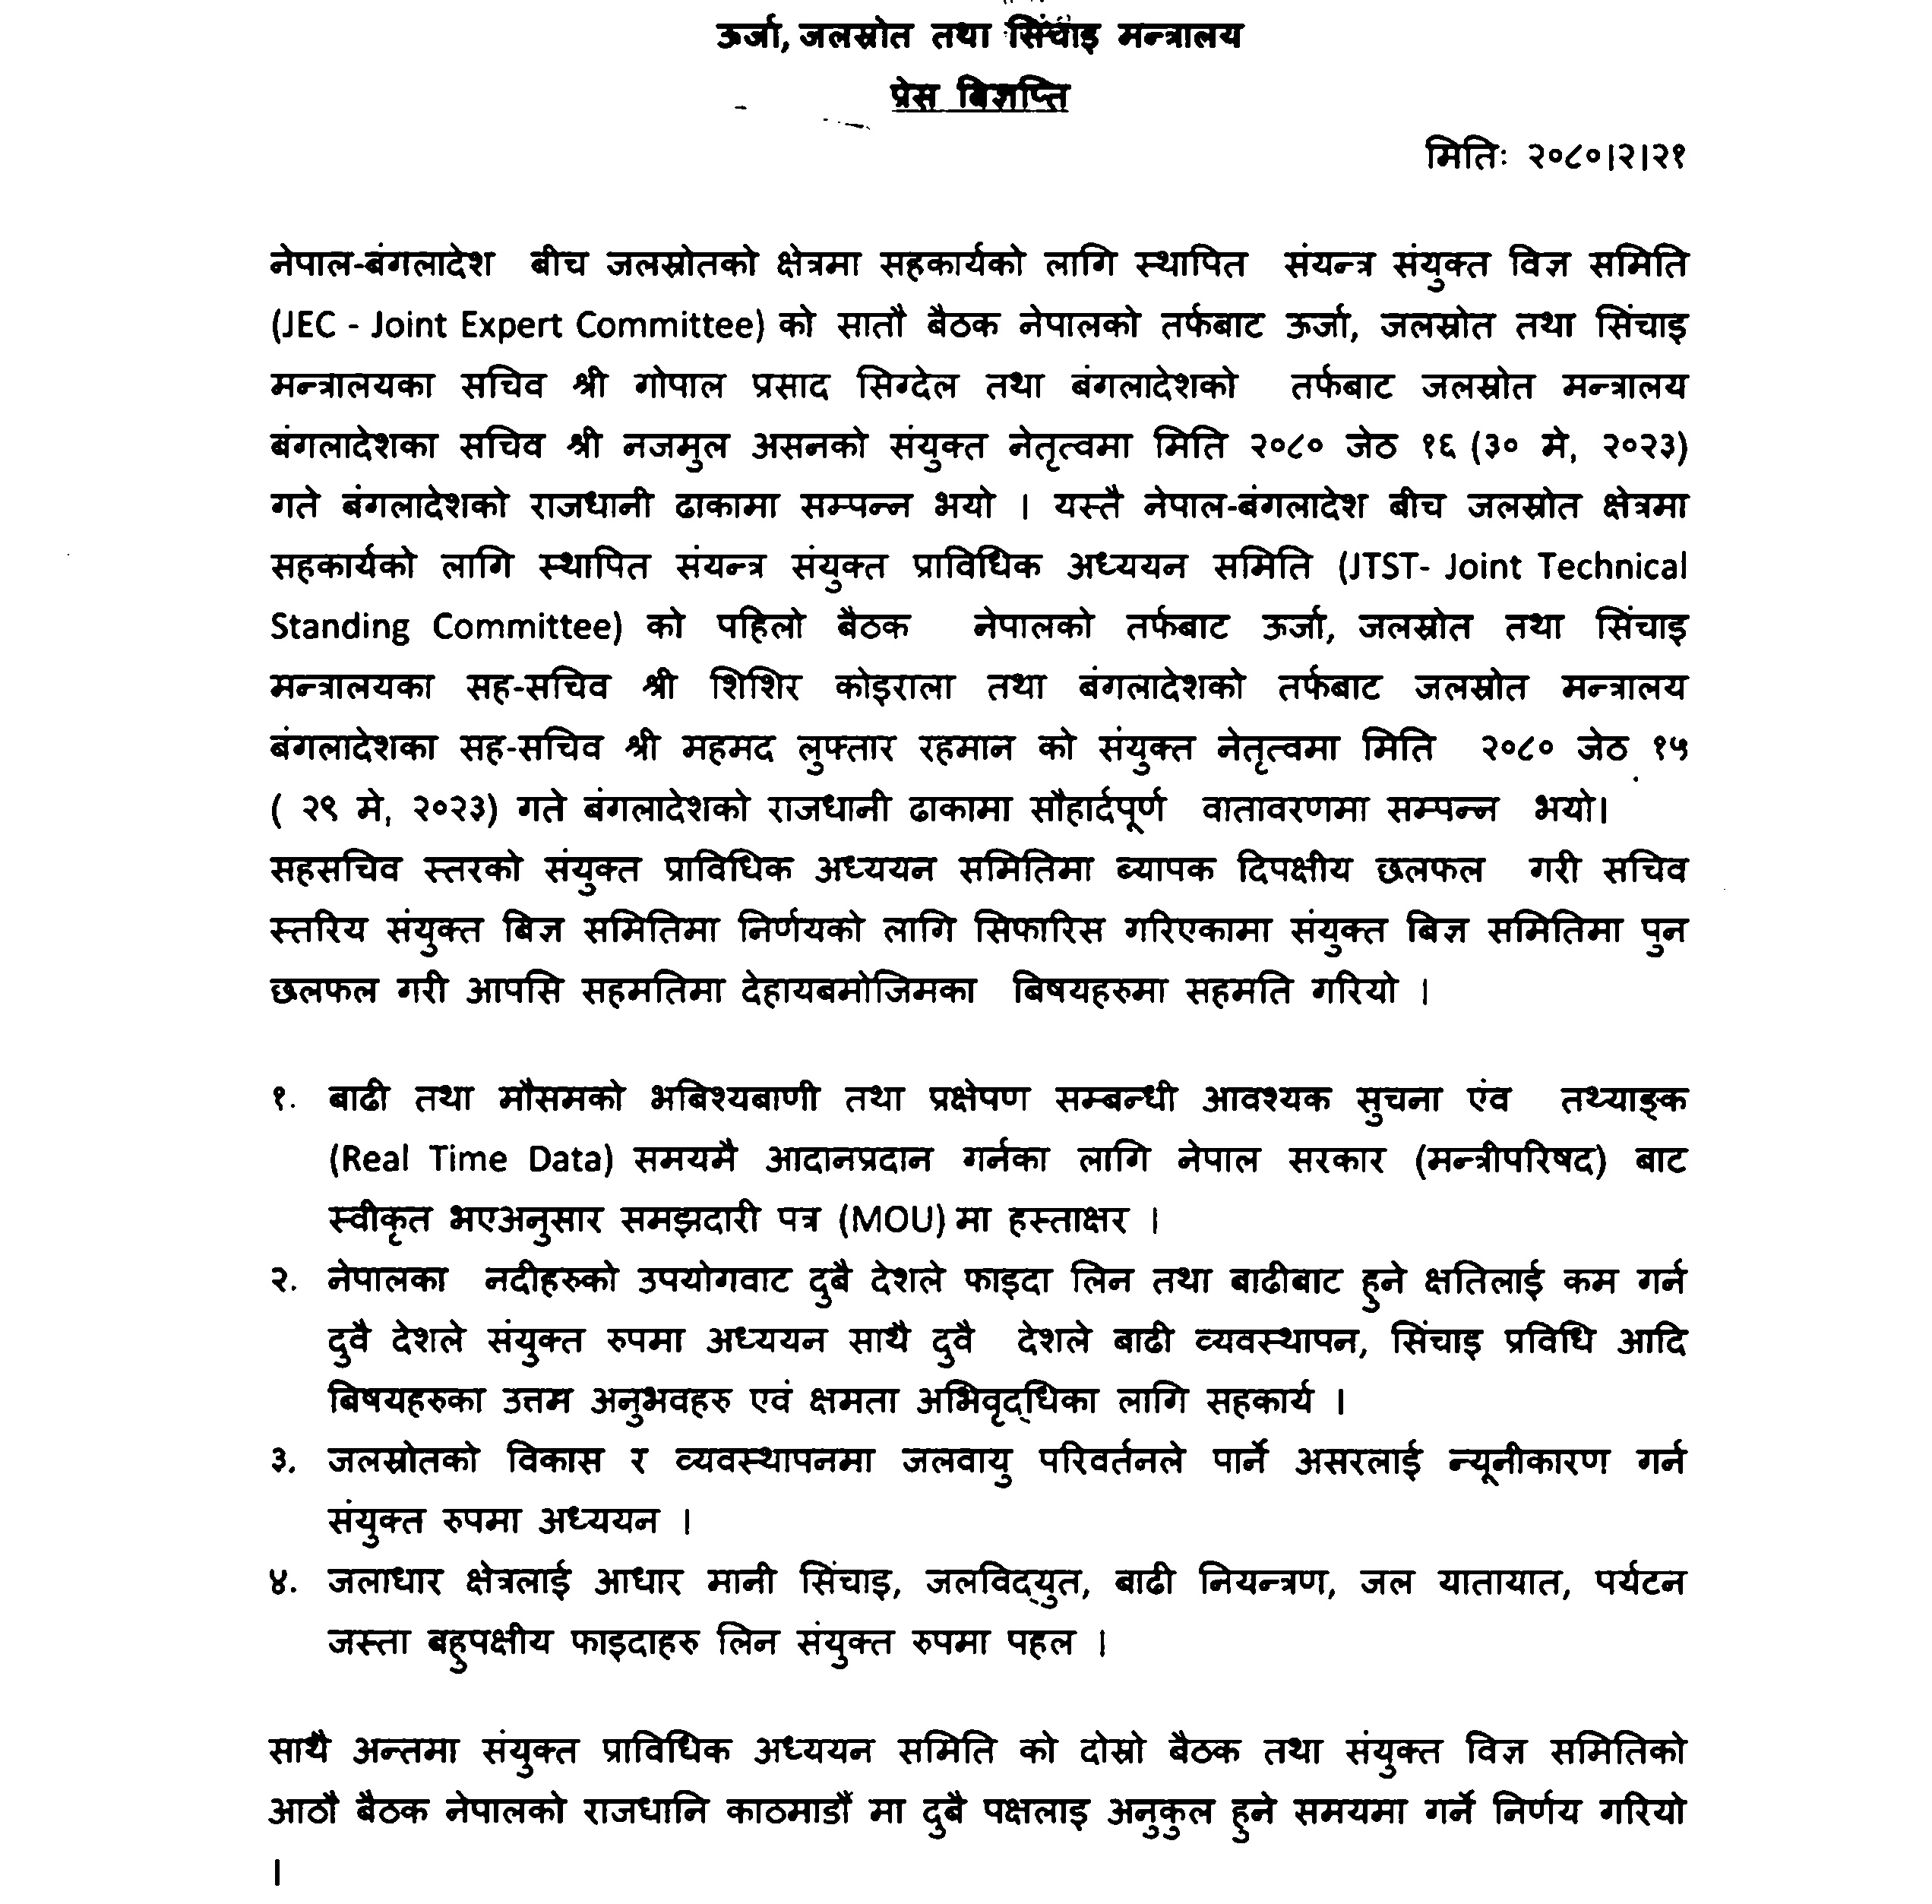 ऊर्जा, जलस्रोत तथा सिंचाइ मन्त्रालय
प्रेस बिज्ञप्ति
मितिः २०८०।२।२१
नेपाल-बंगलादेश बीच जलस्रोतको क्षेत्रमा सहकार्यको लागि स्थापित संयन्त्र संयुक्त विज्ञ समिति
(JEC - Joint Expert Committee) को सातौ बैठक नेपालको तर्फबाट ऊर्जा, जलस्रोत तथा सिंचाइ
मन्त्रालयका सचिव श्री गोपाल प्रसाद सिग्देल तथा बंगलादेशको तर्फबाट जलस्रोत मन्त्रालय
बंगलादेशका सचिव श्री नजमुल असनको संयुक्त नेतृत्वमा मिति २०८० जेठ १६ (३० मे, २०२३)
गते बंगलादेशको राजधानी ढाकामा सम्पन्न भयो । यस्तै नेपाल-बंगलादेश बीच जलस्रोत क्षेत्रमा
सहकार्यको लागि स्थापित संयन्त्र संयुक्त प्राविधिक अध्ययन समिति (JTST- Joint Technical
Standing Committee) को पहिलो बैठक नेपालको तर्फबाट ऊर्जा, जलस्रोत तथा सिंचाइ
मन्त्रालयका सह-सचिव श्री शिशिर कोइराला तथा बंगलादेशको तर्फबाट जलस्रोत मन्त्रालय
बंगलादेशका सह-सचिव श्री महमद लुफ्तार रहमान को संयुक्त नेतृत्वमा मिति २०८० जेठ १५
( २९ मे, २०२३) गते बंगलादेशको राजधानी ढाकामा सौहार्दपूर्ण वातावरणमा सम्पन्न भयो।
सहसचिव स्तरको संयुक्त प्राविधिक अध्ययन समितिमा ब्यापक दिपक्षीय छलफल गरी सचिव
स्तरिय संयुक्त बिज्ञ समितिमा निर्णयको लागि सिफारिस गरिएकामा संयुक्त बिज्ञ समितिमा पुन
छलफल गरी आपसि सहमतिमा देहायबमोजिमका बिषयहरुमा सहमति गरियो ।
१. बाढी तथा मौसमको भबिश्यबाणी तथा प्रक्षेपण सम्बन्धी आवश्यक सुचना एंव तथ्याङ्क
(Real Time Data) समयमै आदानप्रदान गर्नका लागि नेपाल सरकार (मन्त्रीपरिषद) बाट
स्वीकृत भएअनुसार समझदारी पत्र (MOU) मा हस्ताक्षर ।
२. नेपालका नदीहरुको उपयोगवाट दुबै देशले फाइदा लिन तथा बाढीबाट हुने क्षतिलाई कम गर्न
दुवै देशले संयुक्त रुपमा अध्ययन साथै दुवै देशले बाढी व्यवस्थापन, सिंचाइ प्रविधि आदि
बिषयहरुका उत्तम अनुभवहरु एवं क्षमता अभिवृद्धिका लागि सहकार्य ।
३. जलस्रोतको विकास र व्यवस्थापनमा जलवायु परिवर्तनले पार्ने असरलाई न्यूनीकारण गर्न
संयुक्त रुपमा अध्ययन ।
४. जलाधार क्षेत्रलाई आधार मानी सिंचाइ, जलविद्युत, बाढी नियन्त्रण, जल यातायात, पर्यटन
जस्ता बहुपक्षीय फाइदाहरु लिन संयुक्त रुपमा पहल ।
साथै अन्तमा संयुक्त प्राविधिक अध्ययन समिति को दोस्रो बैठक तथा संयुक्त विज्ञ समितिको
आठौ बैठक नेपालको राजधानि काठमाडौं मा दुबै पक्षलाइ अनुकुल हुने समयमा गर्ने निर्णय गरियो
।